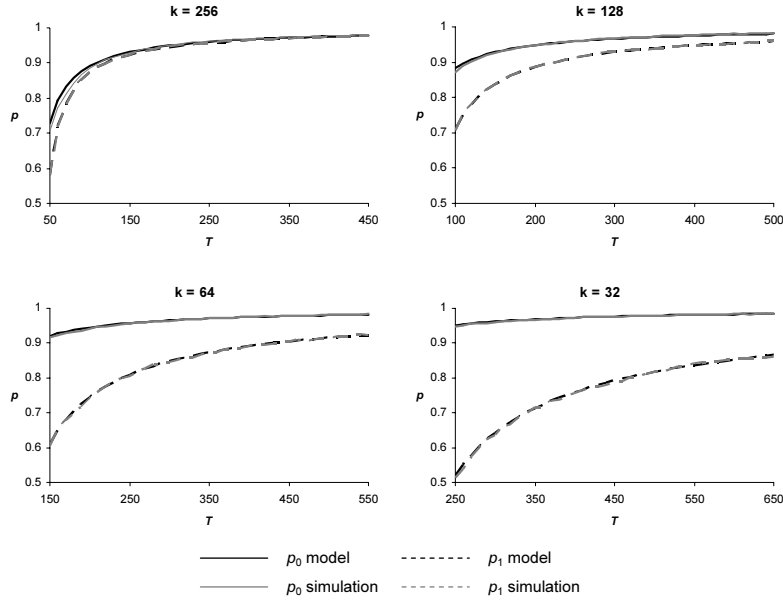 k = 256
1
0.9
0.8
p
0.7
0.6
0.5
50 150 250 350 450
T
k = 128
1
0.9
0.8
p
0.7
0.6
0.5
100 200 300 400 500
T
k = 64
1
0.9
0.8
p
0.7
0.6
0.5
150 250 350 450 550
T
k = 32
1
0.9
0.8
p
0.7
0.6
0.5
250 350 450 550 650
T
p₀ model
p₁ model
p₀ simulation
p₁ simulation